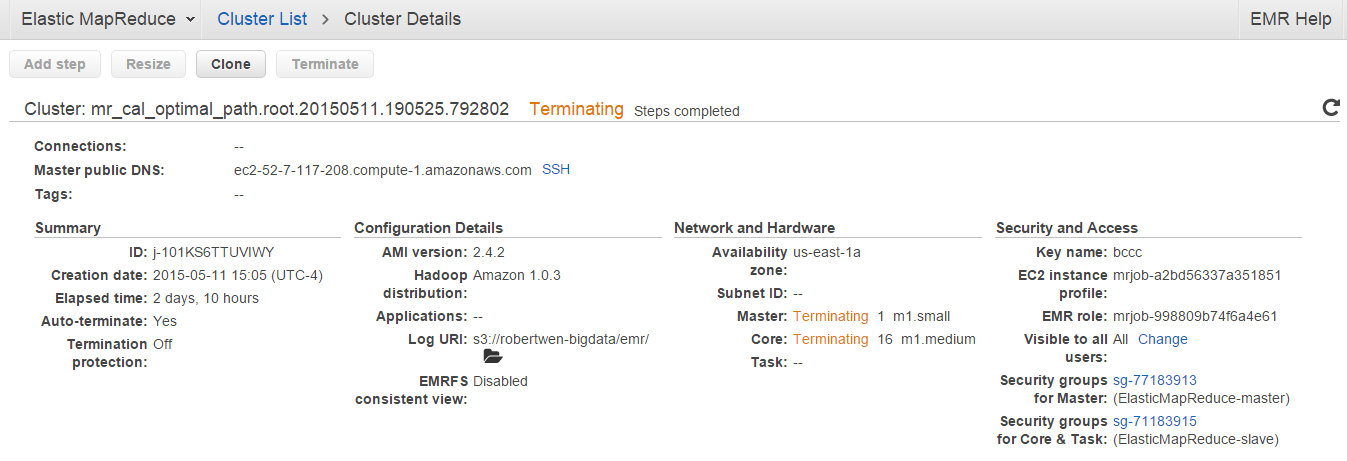 Elastic MapReduce Cluster List > Cluster Details EMR Help
Add step Resize Clone Terminate
Cluster: mr_cal_optimal_path.root.20150511.190525.792802 Terminating Steps completed
Connections: --
Master public DNS: ec2-52-7-117-208.compute-1.amazonaws.com SSH
Tags: --
Summary
ID: j-101KS6TTUVIWY
Creation date: 2015-05-11 15:05 (UTC-4)
Elapsed time: 2 days, 10 hours
Auto-terminate: Yes
Termination Off
protection:
Configuration Details
AMI version: 2.4.2
Hadoop Amazon 1.0.3
distribution:
Applications: --
Log URI: s3://robertwen-bigdata/emr/
EMRFS Disabled
consistent view:
Network and Hardware
Availability us-east-1a
zone:
Subnet ID: --
Master: Terminating 1 m1.small
Core: Terminating 16 m1.medium
Task: --
Security and Access
Key name: bccc
EC2 instance mrjob-a2bd56337a351851
profile:
EMR role: mrjob-998809b74f6a4e61
Visible to all All Change
users:
Security groups sg-77183913
for Master: (ElasticMapReduce-master)
Security groups sg-71183915
for Core & Task: (ElasticMapReduce-slave)